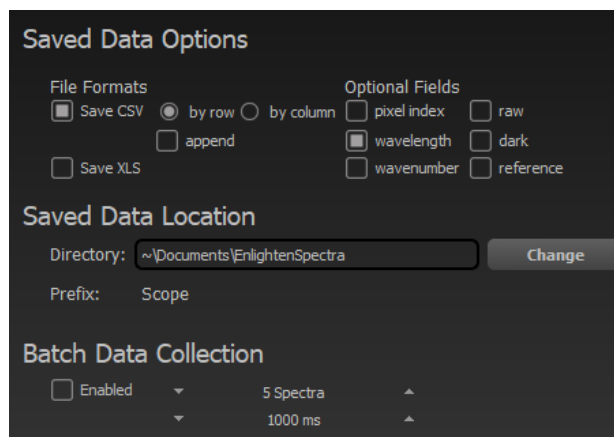 Saved Data Options
File Formats Optional Fields
Save CSV by row by column pixel index raw
append wavelength dark
Save XLS wavenumber reference
Saved Data Location
Directory: ~\Documents\EnlightenSpectra Change
Prefix: Scope
Batch Data Collection
Enabled 5 Spectra
1000 ms